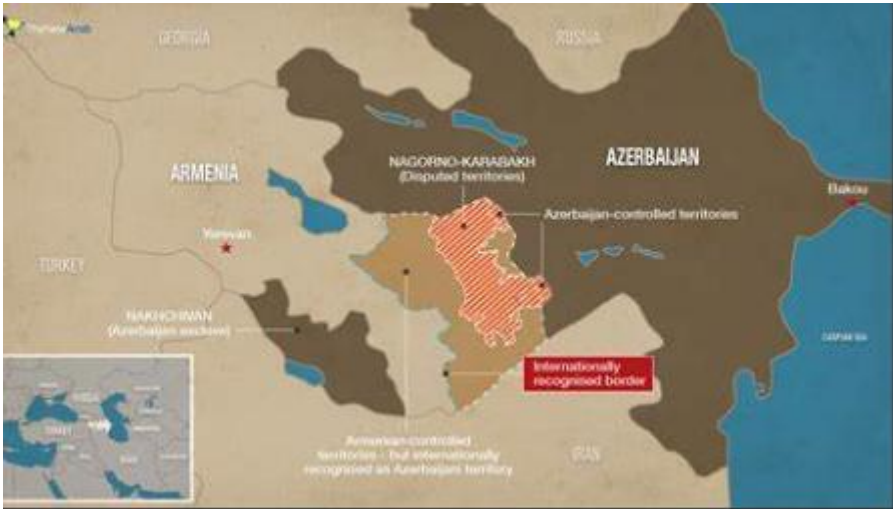 GEORGIA
RUSSIA
ARMENIA
NAGORNO-KARABAKH
(Disputed territories)
AZERBAIJAN
Azerbaijan-controlled territories
Bakou
Yerevan
TURKEY
NAKHCHIVAN
(Azerbaijan exclave)
CASPIAN SEA
Internationally
recognised border
Armenian-controlled
territories - but internationally
recognised as Azerbaijani territory
IRAN
TURKEY